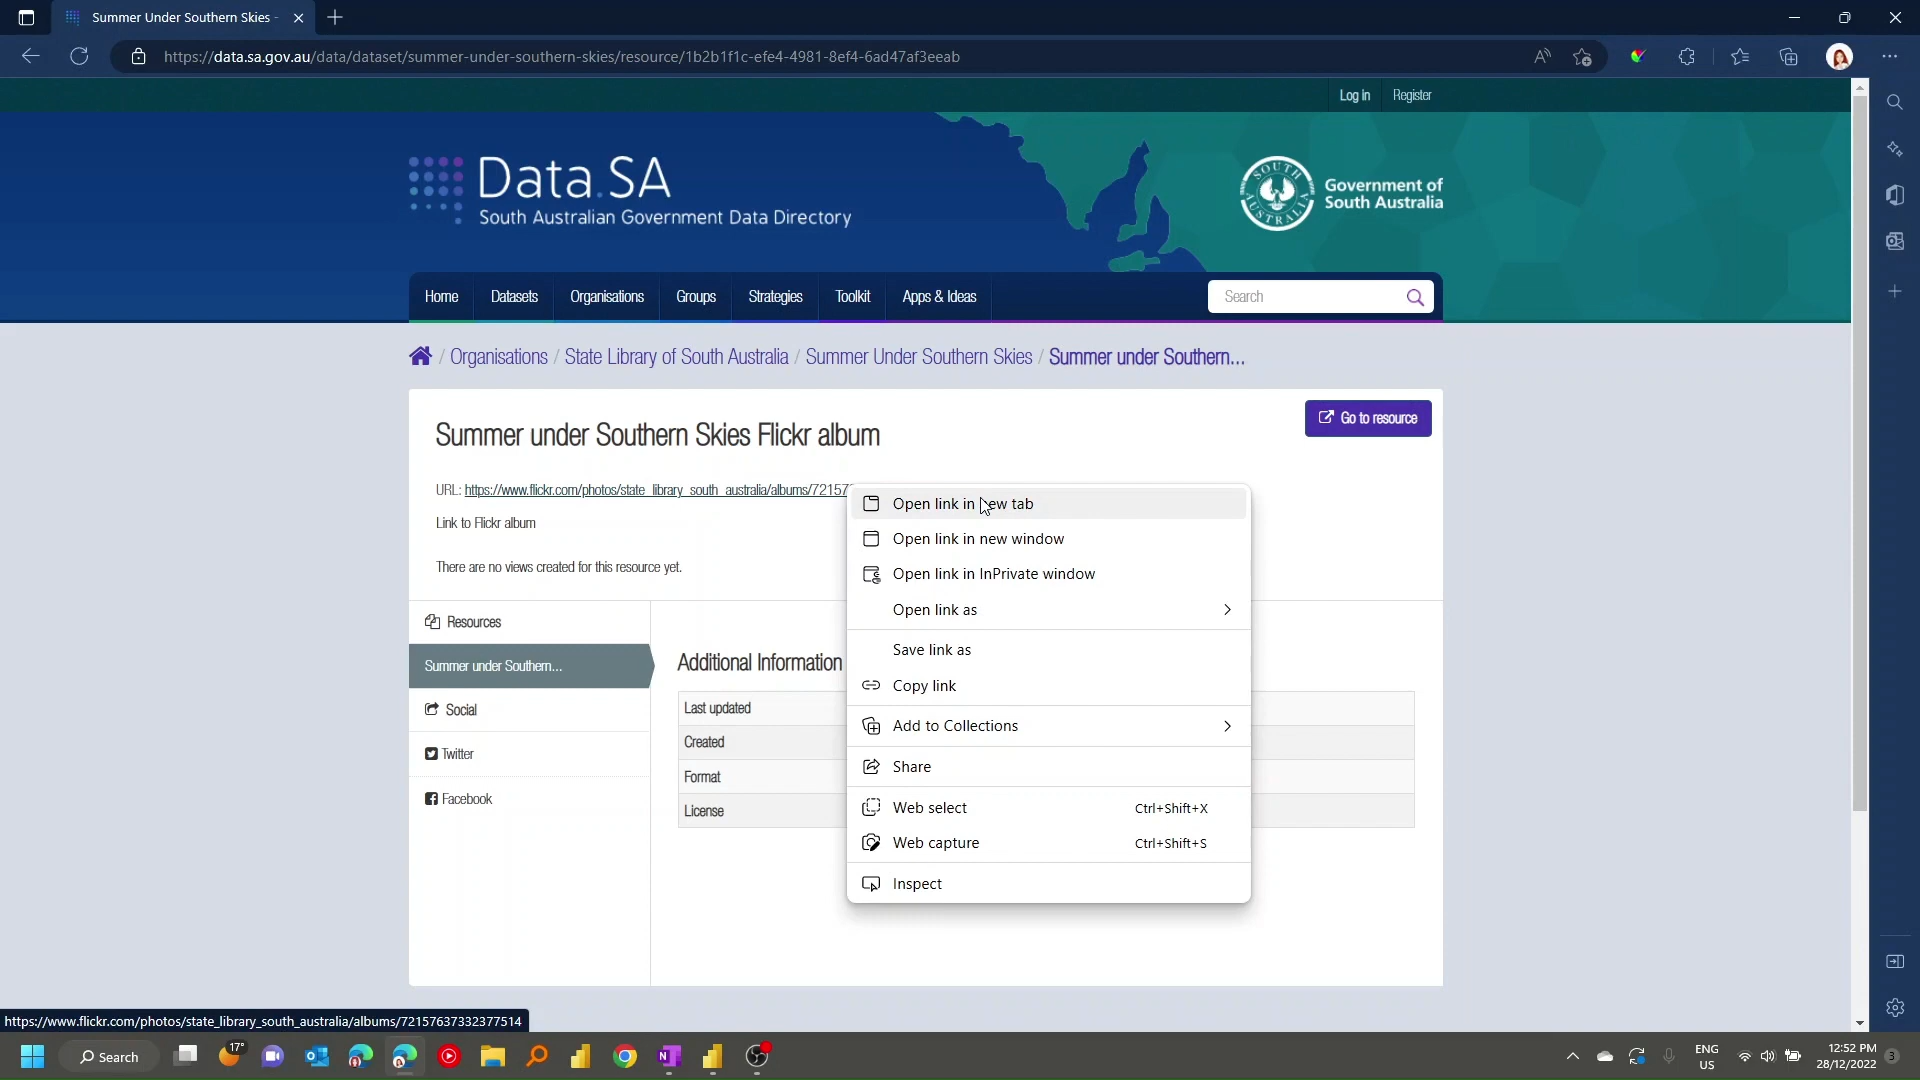 Summer Under Southern Skies -
https://data.sa.gov.au/data/dataset/summer-under-southern-skies/resource/1b2b1f1c-efe4-4981-8ef4-6ad47af3eeab
Log in
Register
Data.SA
South Australian Government Data Directory
SOUTH AUSTRALIA
Government of
South Australia
Home
Datasets
Organisations
Groups
Strategies
Toolkit
Apps & Ideas
Search
/ Organisations / State Library of South Australia / Summer Under Southern Skies / Summer under Southern...
Go to resource
Summer under Southern Skies Flickr album
URL: https://www.flickr.com/photos/state_library_south_australia/albums/72157
Link to Flickr album
There are no views created for this resource yet.
Open link in new tab
Open link in new window
Open link in InPrivate window
Open link as
Save link as
Copy link
Add to Collections
Share
Web select Ctrl+Shift+X
Web capture Ctrl+Shift+S
Inspect
Resources
Summer under Southern...
Social
Twitter
Facebook
Additional Information
Last updated
Created
Format
License
https://www.flickr.com/photos/state_library_south_australia/albums/72157637332377514
Search
17°
ENG
US
12:52 PM
28/12/2022
3